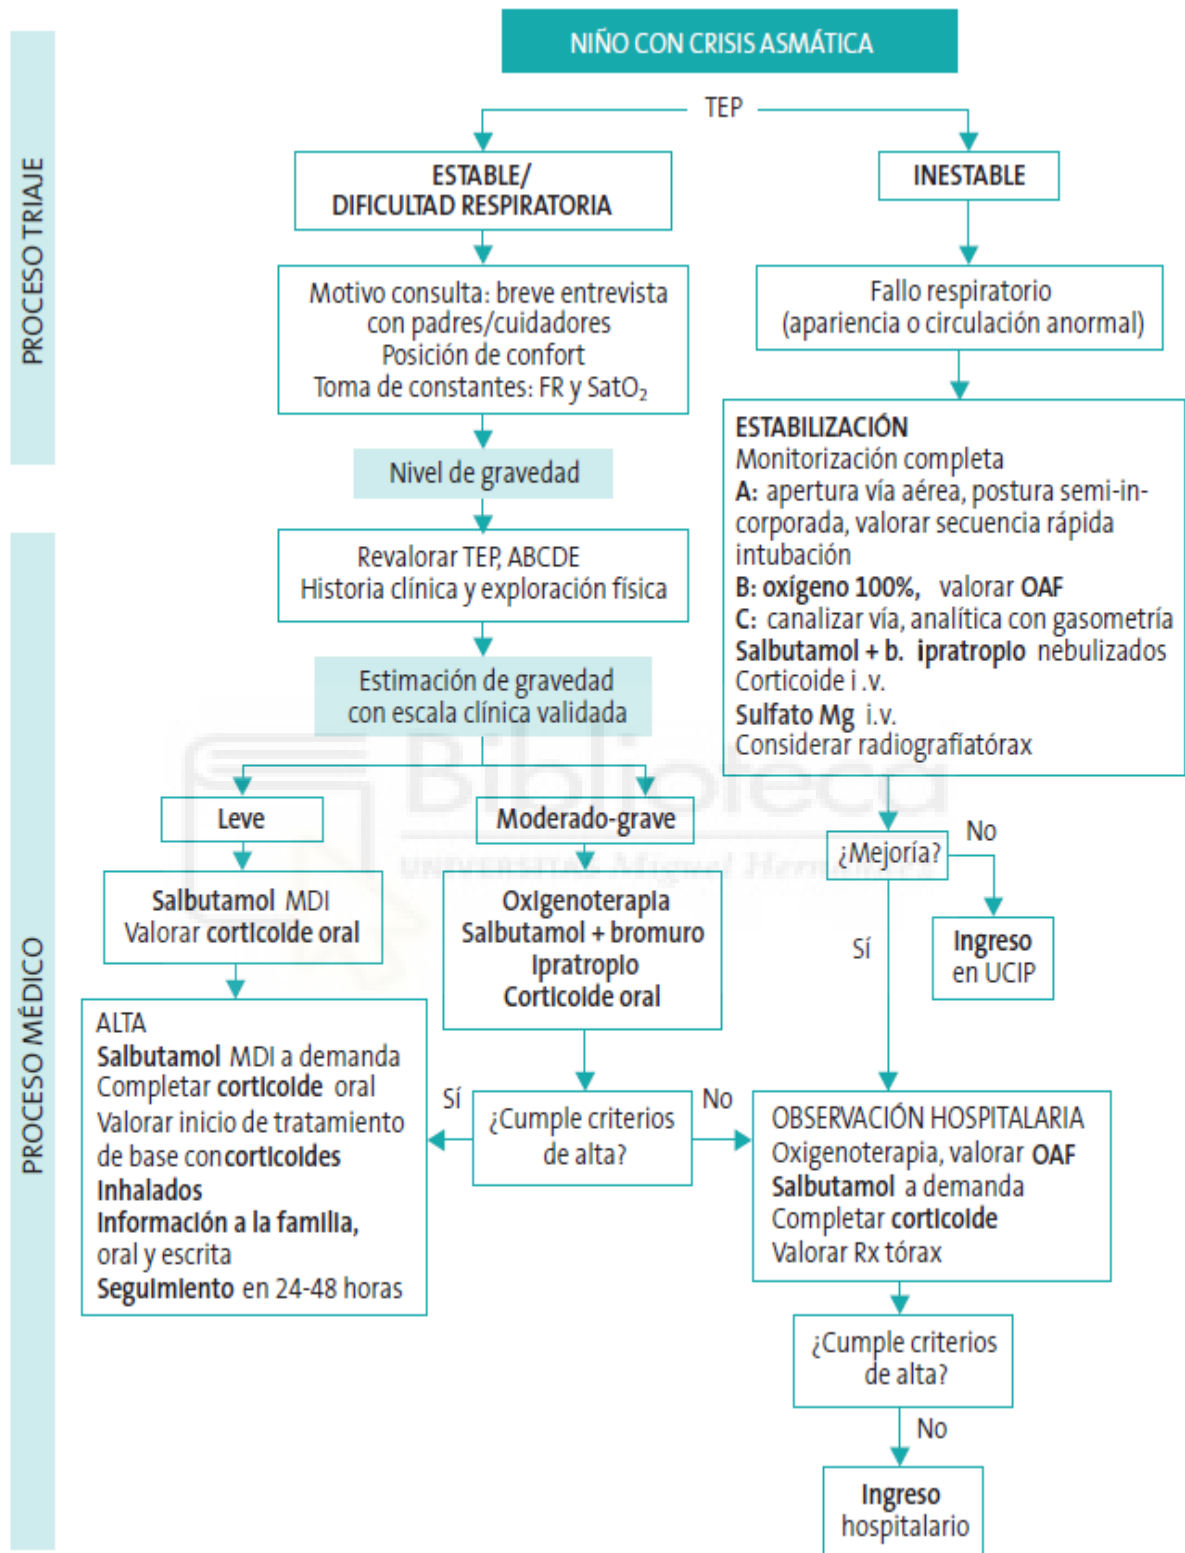 NIÑO CON CRISIS ASMÁTICA
TEP
PROCESO TRIAJE
ESTABLE/
DIFICULTAD RESPIRATORIA
INESTABLE
Motivo consulta: breve entrevista
con padres/cuidadores
Posición de confort
Toma de constantes: FR y SatO₂
Fallo respiratorio
(apariencia o circulación anormal)
Nivel de gravedad
ESTABILIZACIÓN
Monitorización completa
A: apertura vía aérea, postura semi-in-
corporada, valorar secuencia rápida
intubación
B: oxígeno 100%, valorar OAF
C: canalizar vía, analítica con gasometría
Salbutamol + b. ipratropio nebulizados
Corticoide i .v.
Sulfato Mg i.v.
Considerar radiografíatórax
PROCESO MÉDICO
Revalorar TEP, ABCDE
Historia clínica y exploración física
Estimación de gravedad
con escala clínica validada
Leve
Moderado-grave
¿Mejoría?
No
Sí
Ingreso
en UCIP
Salbutamol MDI
Valorar corticoide oral
Oxigenoterapia
Salbutamol + bromuro
Ipratropio
Corticoide oral
ALTA
Salbutamol MDI a demanda
Completar corticoide oral
Valorar inicio de tratamiento
de base concorticoides
Inhalados
Información a la familia,
oral y escrita
Seguimiento en 24-48 horas
Sí
¿Cumple criterios
de alta?
No
OBSERVACIÓN HOSPITALARIA
Oxigenoterapia, valorar OAF
Salbutamol a demanda
Completar corticoide
Valorar Rx tórax
¿Cumple criterios
de alta?
No
Ingreso
hospitalario
Biblioteca
UNIVERSITAS Miguel Hernández